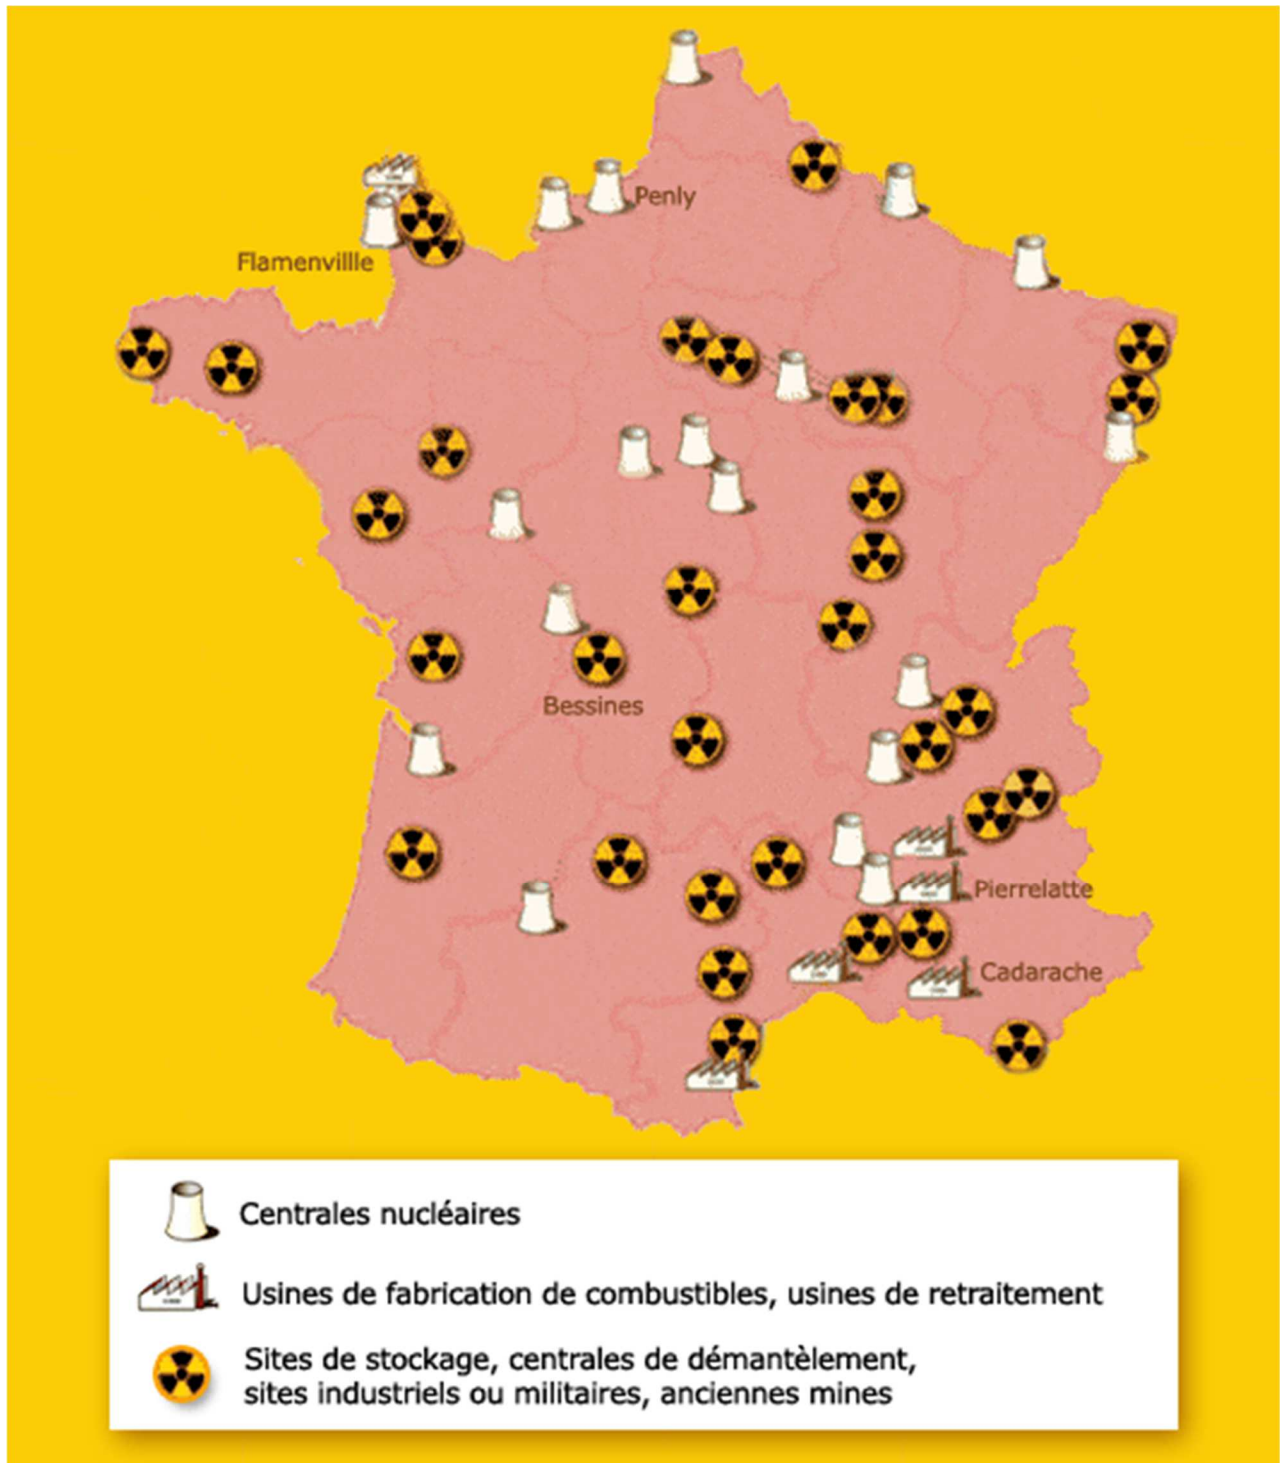 Penly
Flamenvillle
Bessines
Pierrelatte
Cadarache
Centrales nucléaires
Usines de fabrication de combustibles, usines de retraitement
Sites de stockage, centrales de démantèlement,
sites industriels ou militaires, anciennes mines